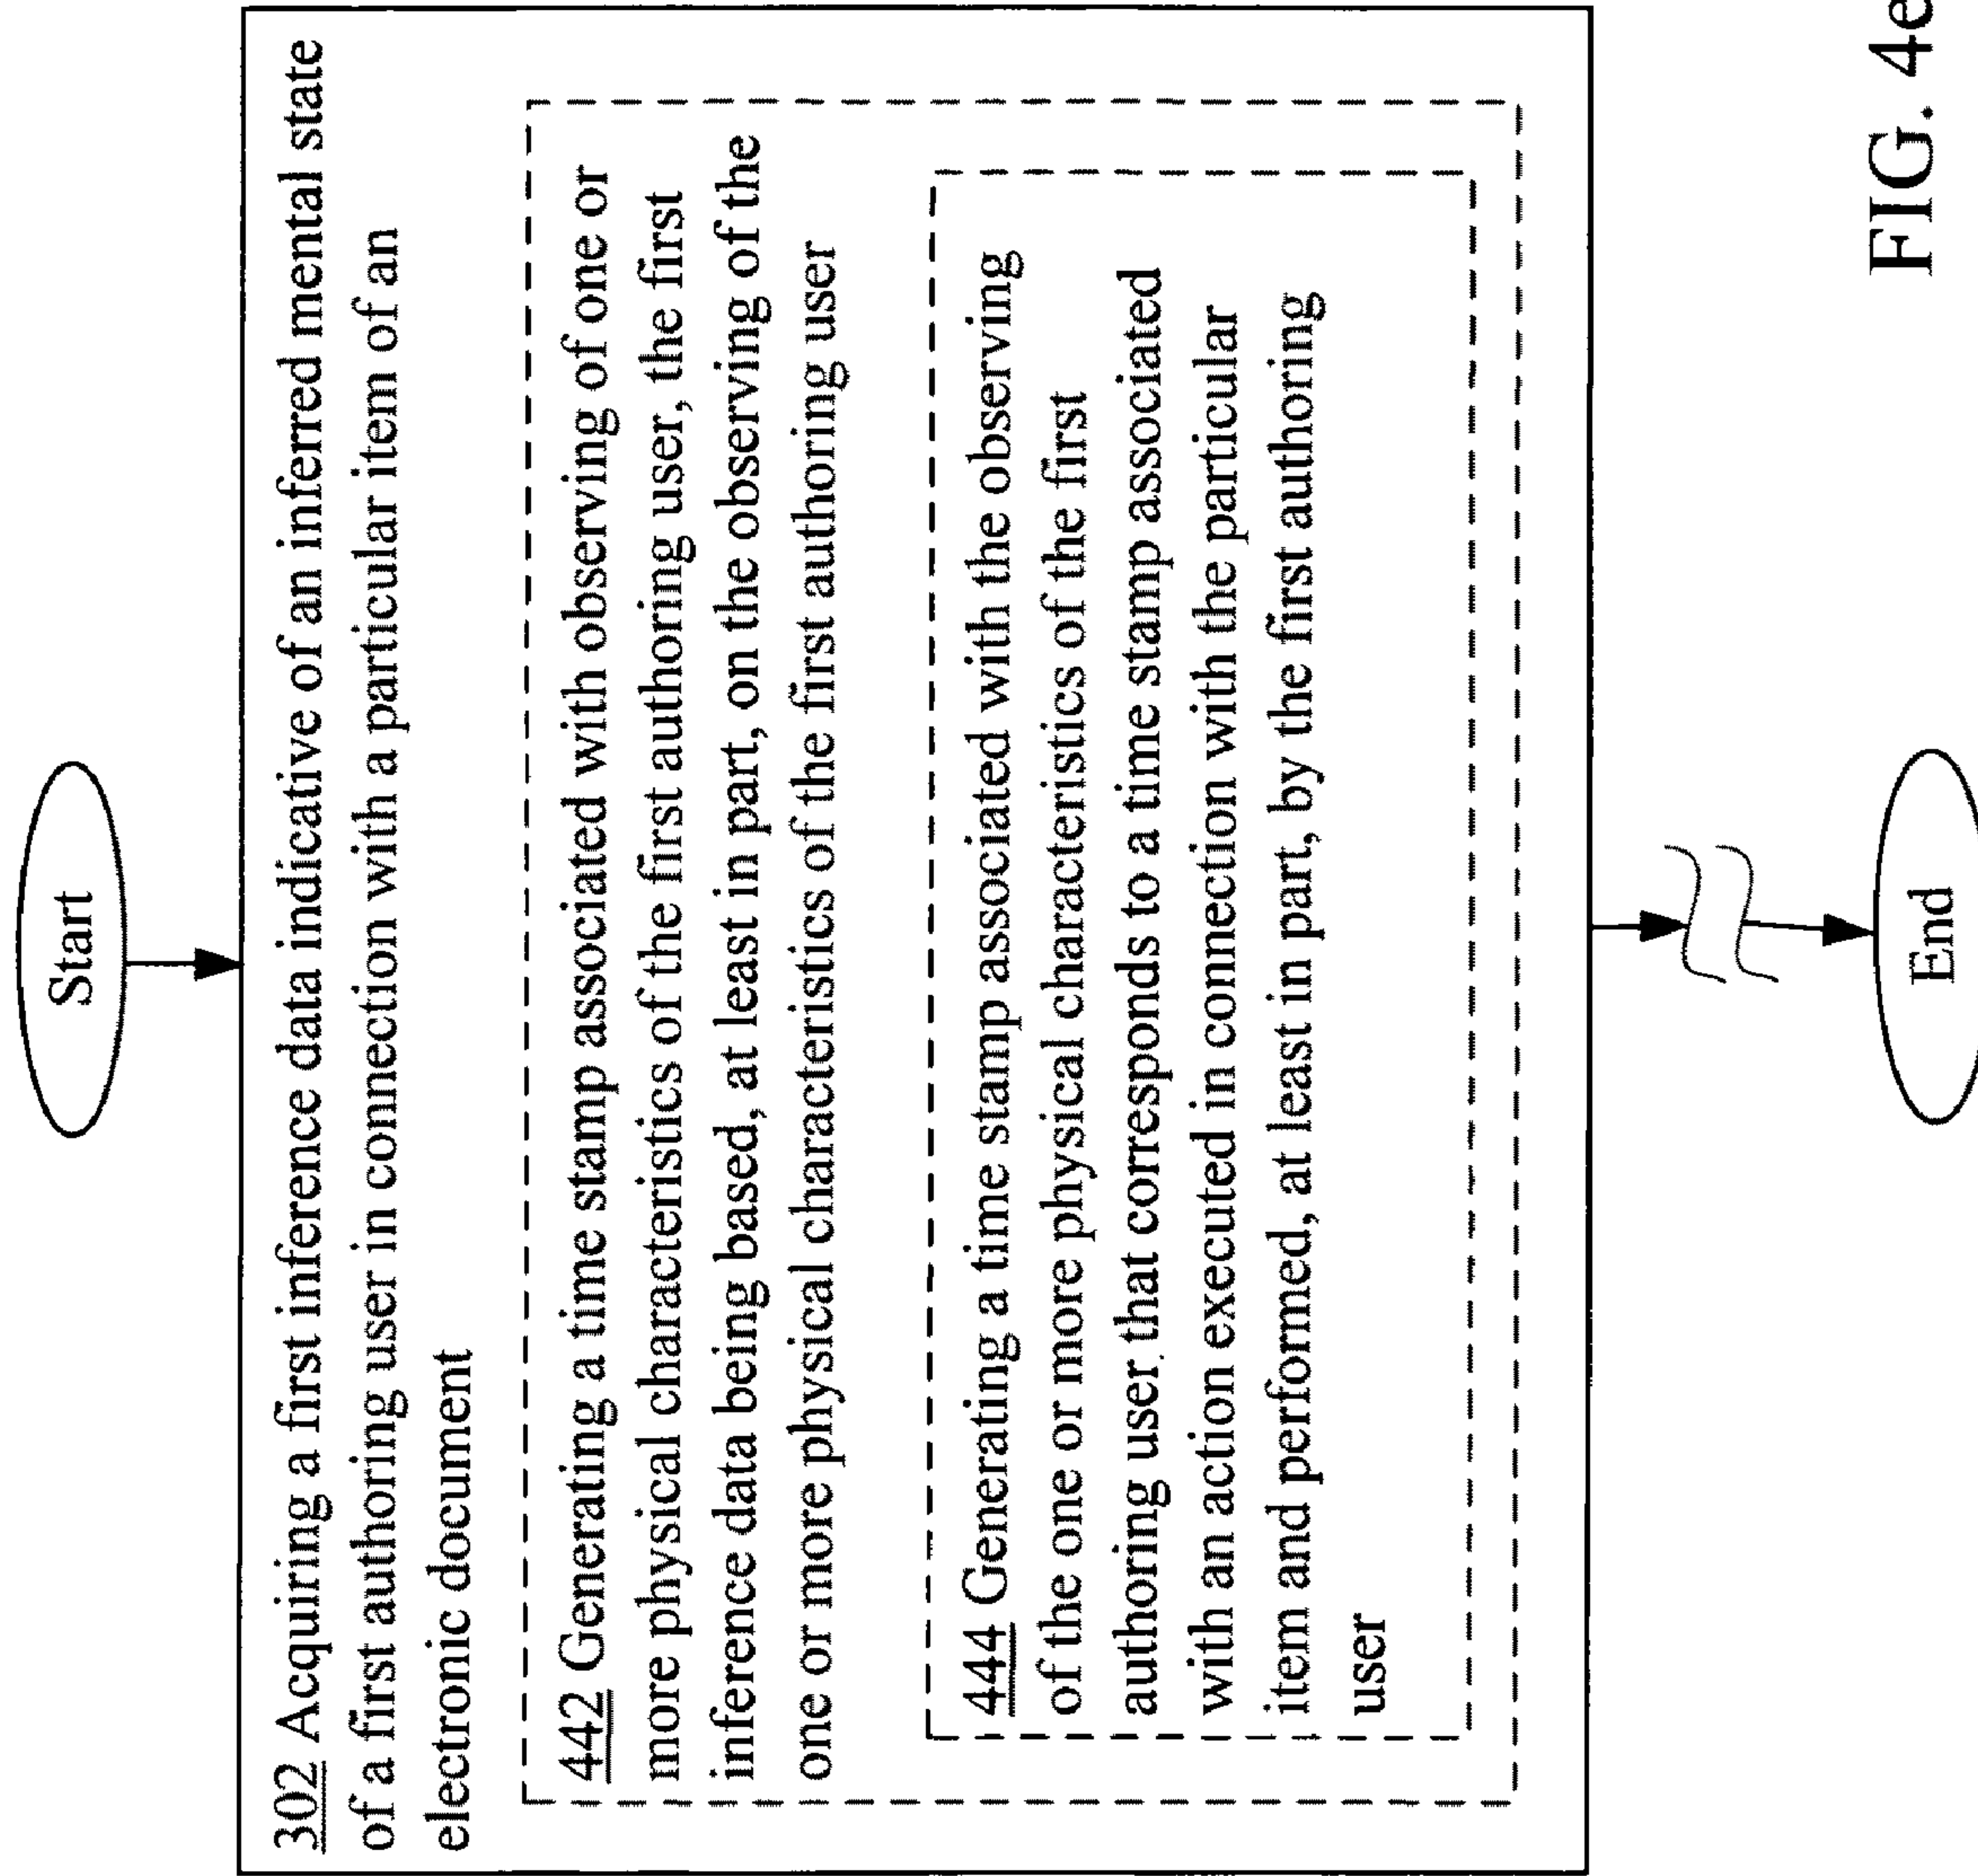 Start
302 Acquiring a first inference data indicative of an inferred mental state
of a first authoring user in connection with a particular item of an
electronic document
442 Generating a time stamp associated with observing of one or
more physical characteristics of the first authoring user, the first
inference data being based, at least in part, on the observing of the
one or more physical characteristics of the first authoring user
444 Generating a time stamp associated with the observing
of the one or more physical characteristics of the first
authoring user that corresponds to a time stamp associated
with an action executed in connection with the particular
item and performed, at least in part, by the first authoring
user
End
FIG. 4e